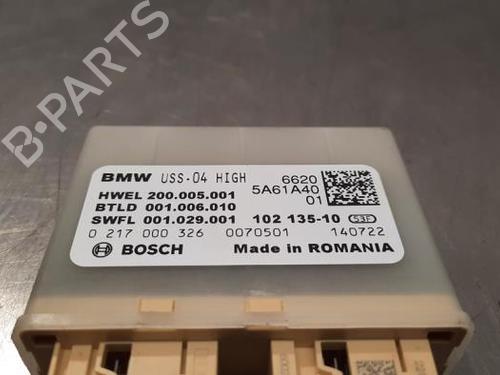 BMW USS-04 HIGH 6620
5A61A40
01
HWEL 200.005.001
BTLD 001.006.010
SWFL 001.029.001 102 135-10 S3F
0 217 000 326 0070501 140722
BOSCH Made in ROMANIA
B-PARTS